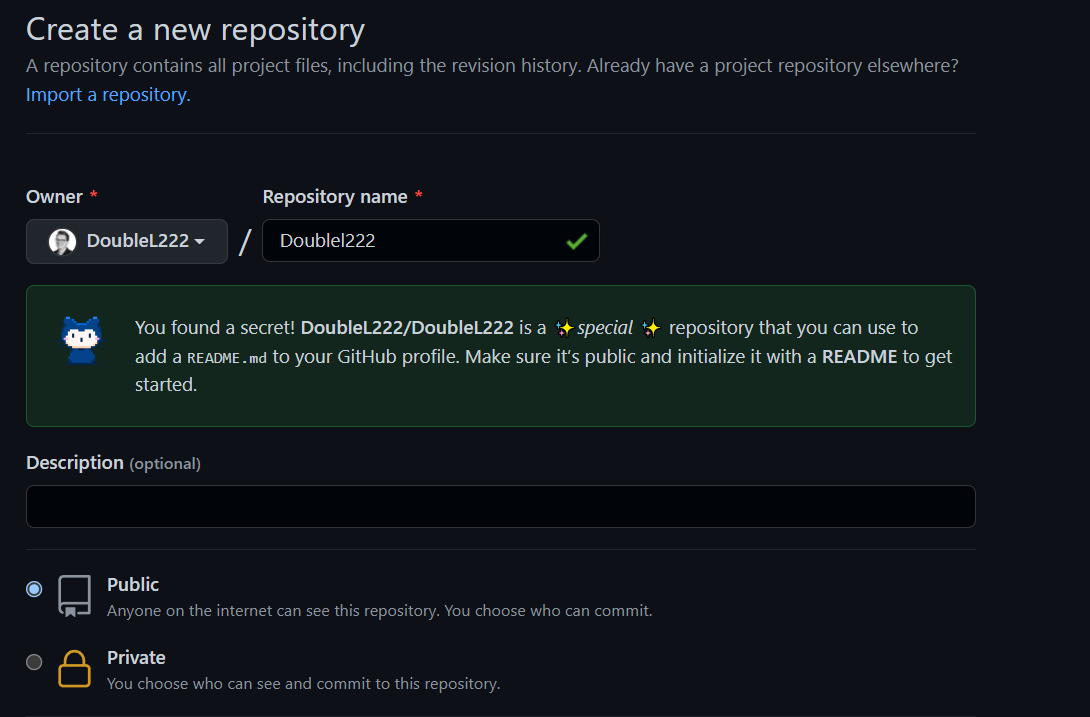 Create a new repository
A repository contains all project files, including the revision history. Already have a project repository elsewhere?
Import a repository.
Owner * Repository name *
DoubleL222 / Doublel222
You found a secret! DoubleL222/DoubleL222 is a ✨special ✨ repository that you can use to
add a README.md to your GitHub profile. Make sure it's public and initialize it with a README to get
started.
Description (optional)
Public
Anyone on the internet can see this repository. You choose who can commit.
Private
You choose who can see and commit to this repository.